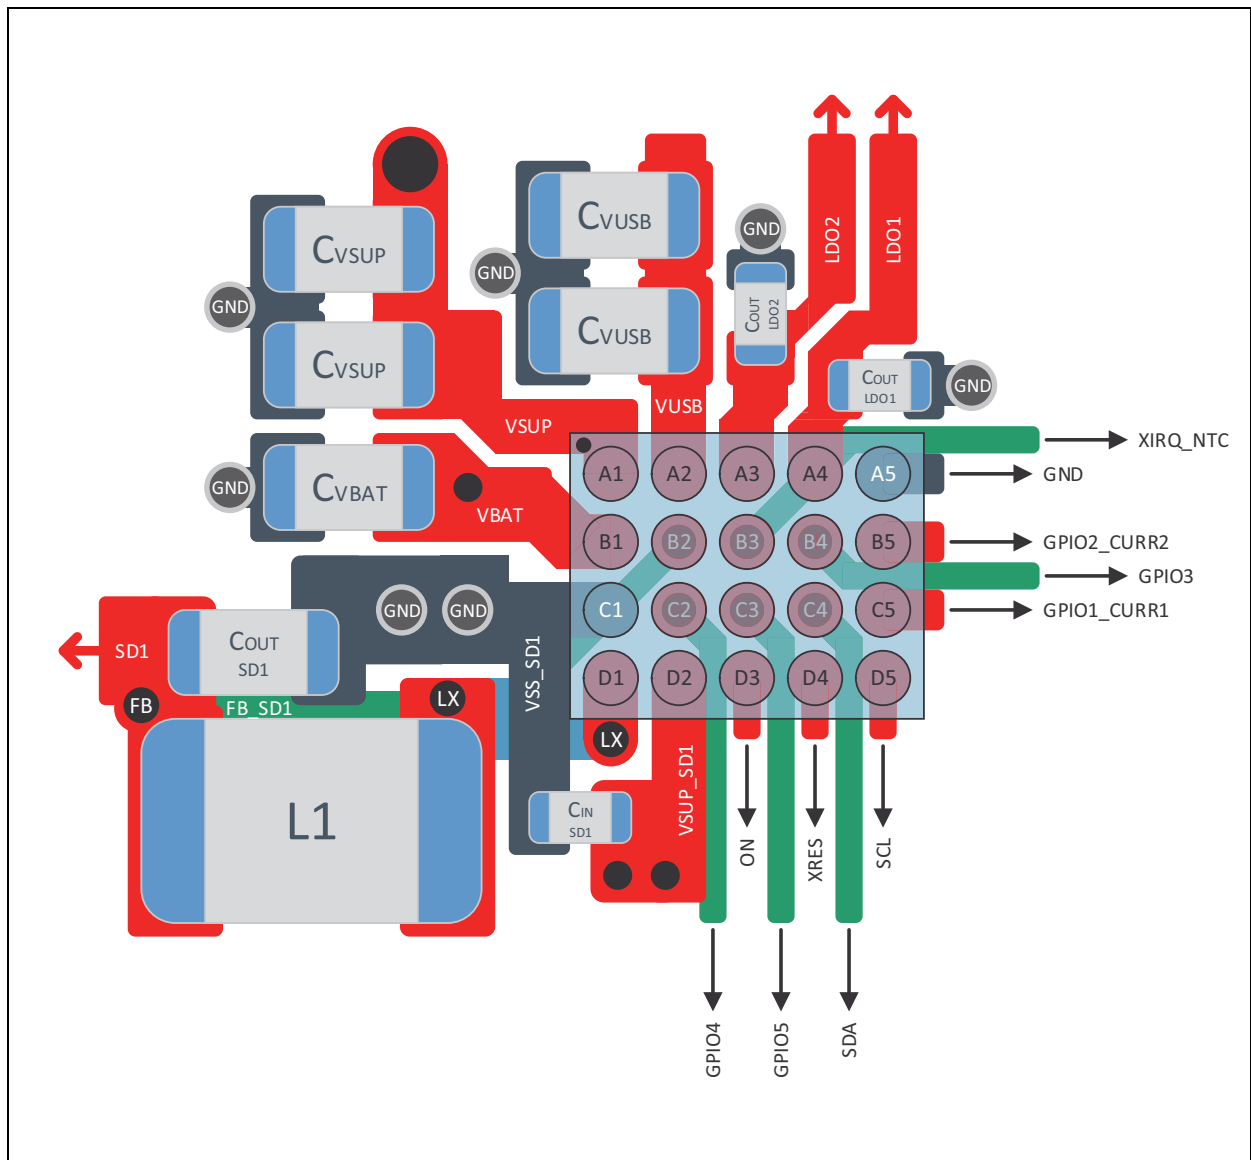 LDO2
LDO1
GND
CVUSB
CVSUP
GND
GND
COUT
LDO2
CVUSB
CVSUP
COUT
LDO1
GND
VUSB
VSUP
XIRQ_NTC
A1 A2 A3 A4 A5
GND
GND
CVBAT
VBAT
B1 B2 B3 B4 B5
GPIO2_CURR2
GPIO3
GND
GND
C1 C2 C3 C4 C5
GPIO1_CURR1
SD1
COUT
SD1
VSS_SD1
D1 D2 D3 D4 D5
FB
FB_SD1
LX
LX
L1
CIN
SD1
VSUP_SD1
ON
XRES
SCL
GPIO4
GPIO5
SDA